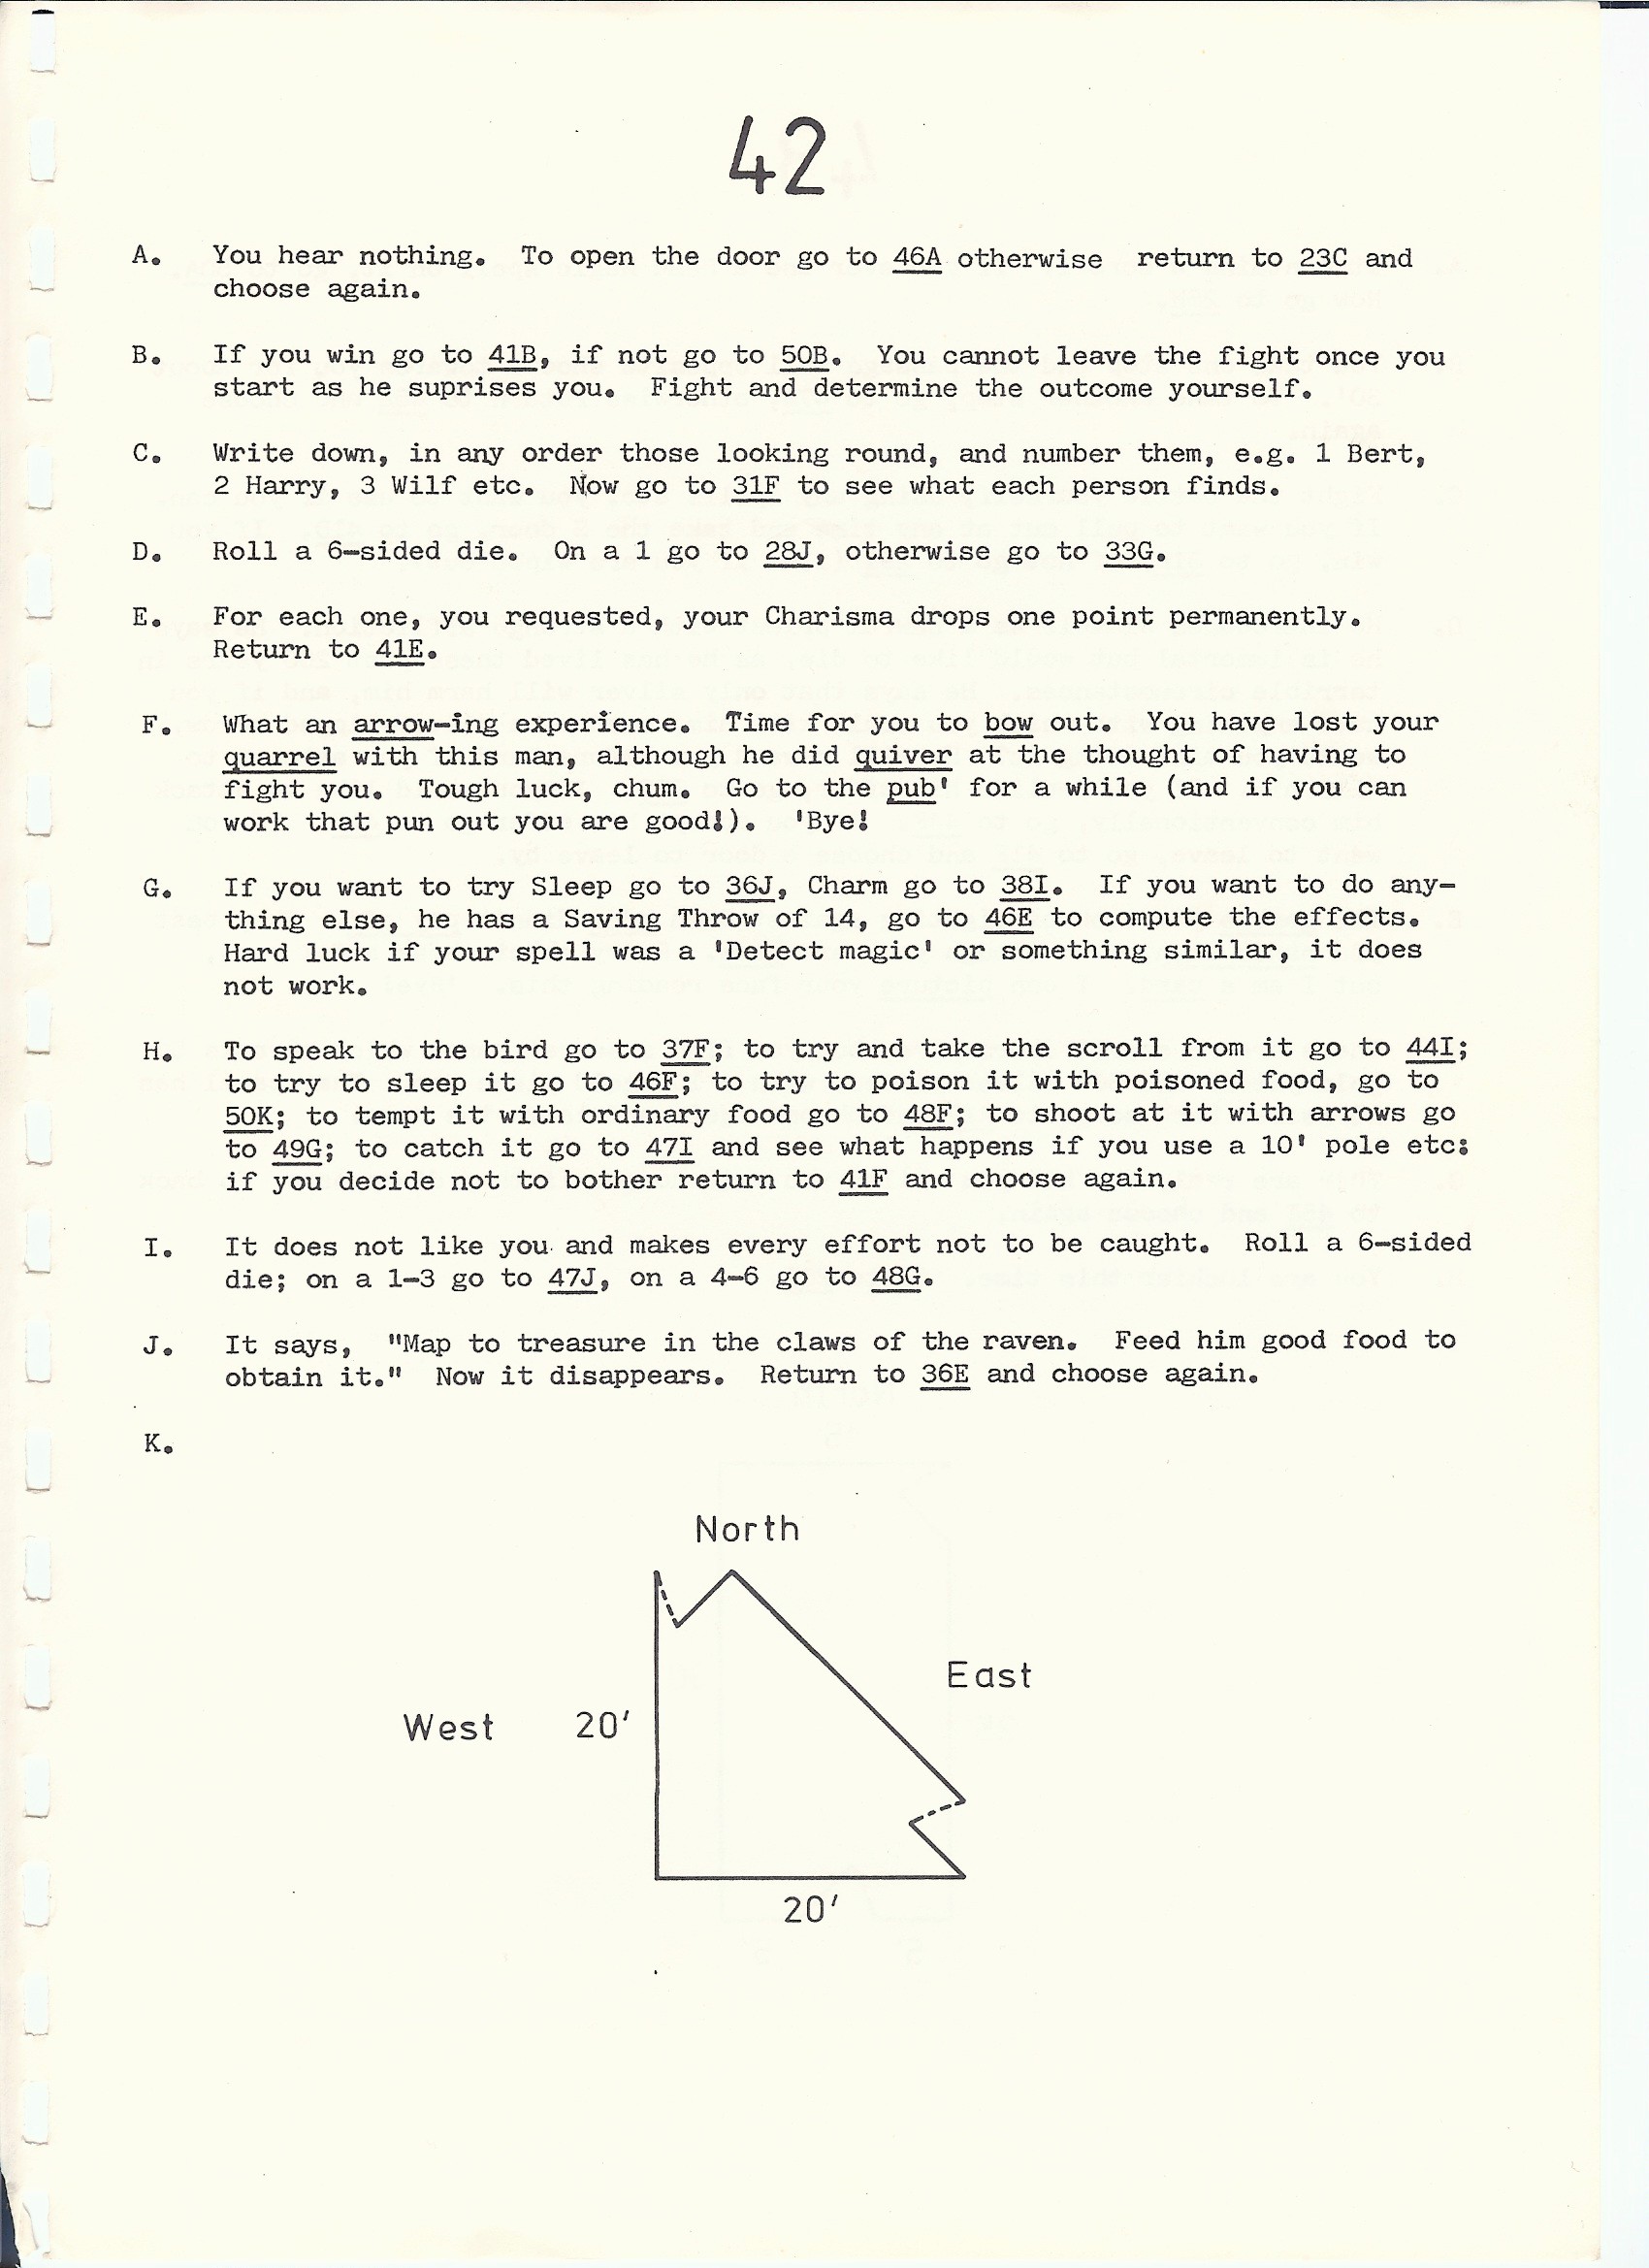 42
A. You hear nothing. To open the door go to 46A otherwise return to 23C and
choose again.
B. If you win go to 41B, if not go to 50B. You cannot leave the fight once you
start as he suprises you. Fight and determine the outcome yourself.
C. Write down, in any order those looking round, and number them, e.g. 1 Bert,
2 Harry, 3 Wilf etc. Now go to 31F to see what each person finds.
D. Roll a 6-sided die. On a 1 go to 28J, otherwise go to 33G.
E. For each one, you requested, your Charisma drops one point permanently.
Return to 41E.
F. What an arrow-ing experience. Time for you to bow out. You have lost your
quarrel with this man, although he did quiver at the thought of having to
fight you. Tough luck, chum. Go to the pub' for a while (and if you can
work that pun out you are good!). 'Bye!
G. If you want to try Sleep go to 36J, Charm go to 38I. If you want to do any-
thing else, he has a Saving Throw of 14, go to 46E to compute the effects.
Hard luck if your spell was a 'Detect magic' or something similar, it does
not work.
H. To speak to the bird go to 37F; to try and take the scroll from it go to 44I;
to try to sleep it go to 46F; to try to poison it with poisoned food, go to
50K; to tempt it with ordinary food go to 48F; to shoot at it with arrows go
to 49G; to catch it go to 47I and see what happens if you use a 10' pole etc:
if you decide not to bother return to 41F and choose again.
I. It does not like you and makes every effort not to be caught. Roll a 6-sided
die; on a 1-3 go to 47J, on a 4-6 go to 48G.
J. It says, "Map to treasure in the claws of the raven. Feed him good food to
obtain it." Now it disappears. Return to 36E and choose again.
K.
North
East
West 20'
20'